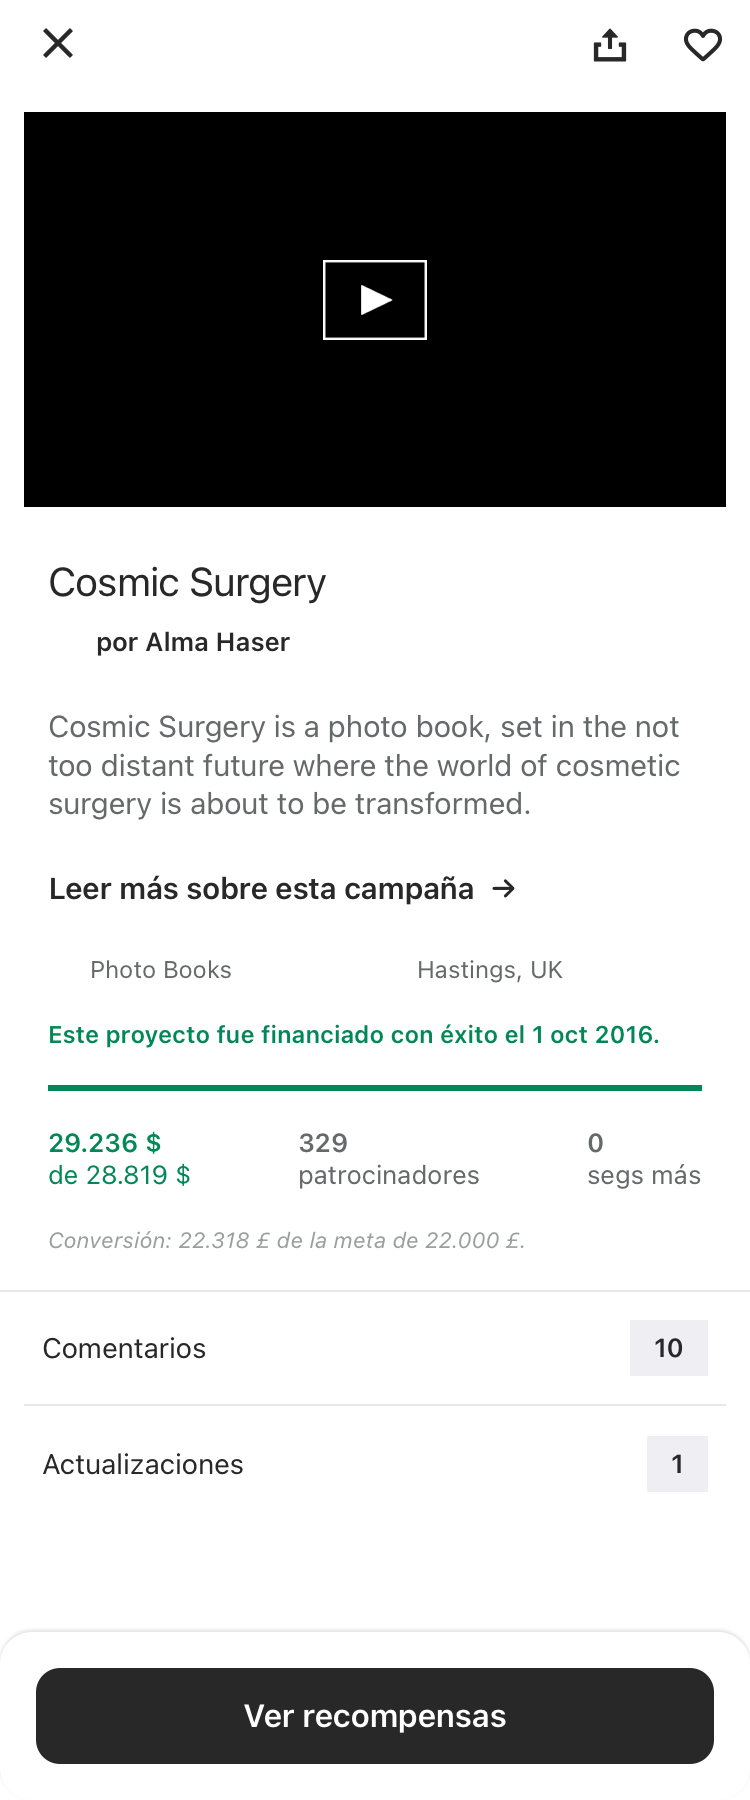 Cosmic Surgery
por Alma Haser
Cosmic Surgery is a photo book, set in the not
too distant future where the world of cosmetic
surgery is about to be transformed.
Leer más sobre esta campaña →
Photo Books
Hastings, UK
Este proyecto fue financiado con éxito el 1 oct 2016.
29.236 $
de 28.819 $
329
patrocinadores
0
segs más
Conversión: 22.318 £ de la meta de 22.000 £.
Comentarios
10
Actualizaciones
1
Ver recompensas